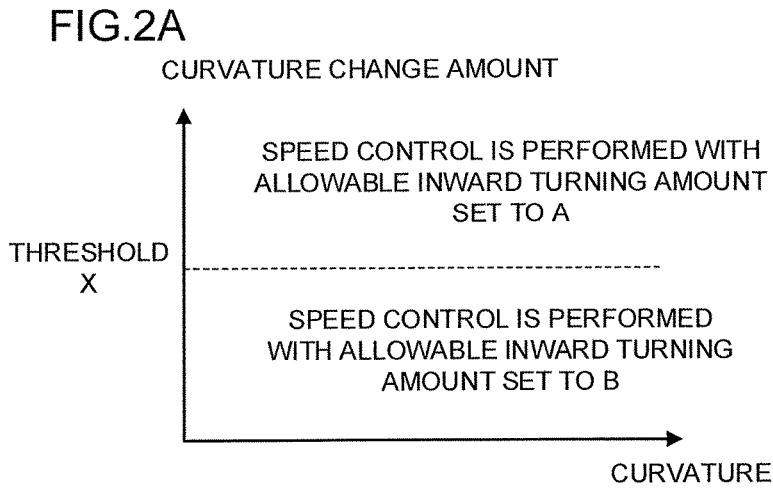 FIG.2A
CURVATURE CHANGE AMOUNT
SPEED CONTROL IS PERFORMED WITH
ALLOWABLE INWARD TURNING AMOUNT
SET TO A
THRESHOLD
X
SPEED CONTROL IS PERFORMED
WITH ALLOWABLE INWARD TURNING
AMOUNT SET TO B
CURVATURE